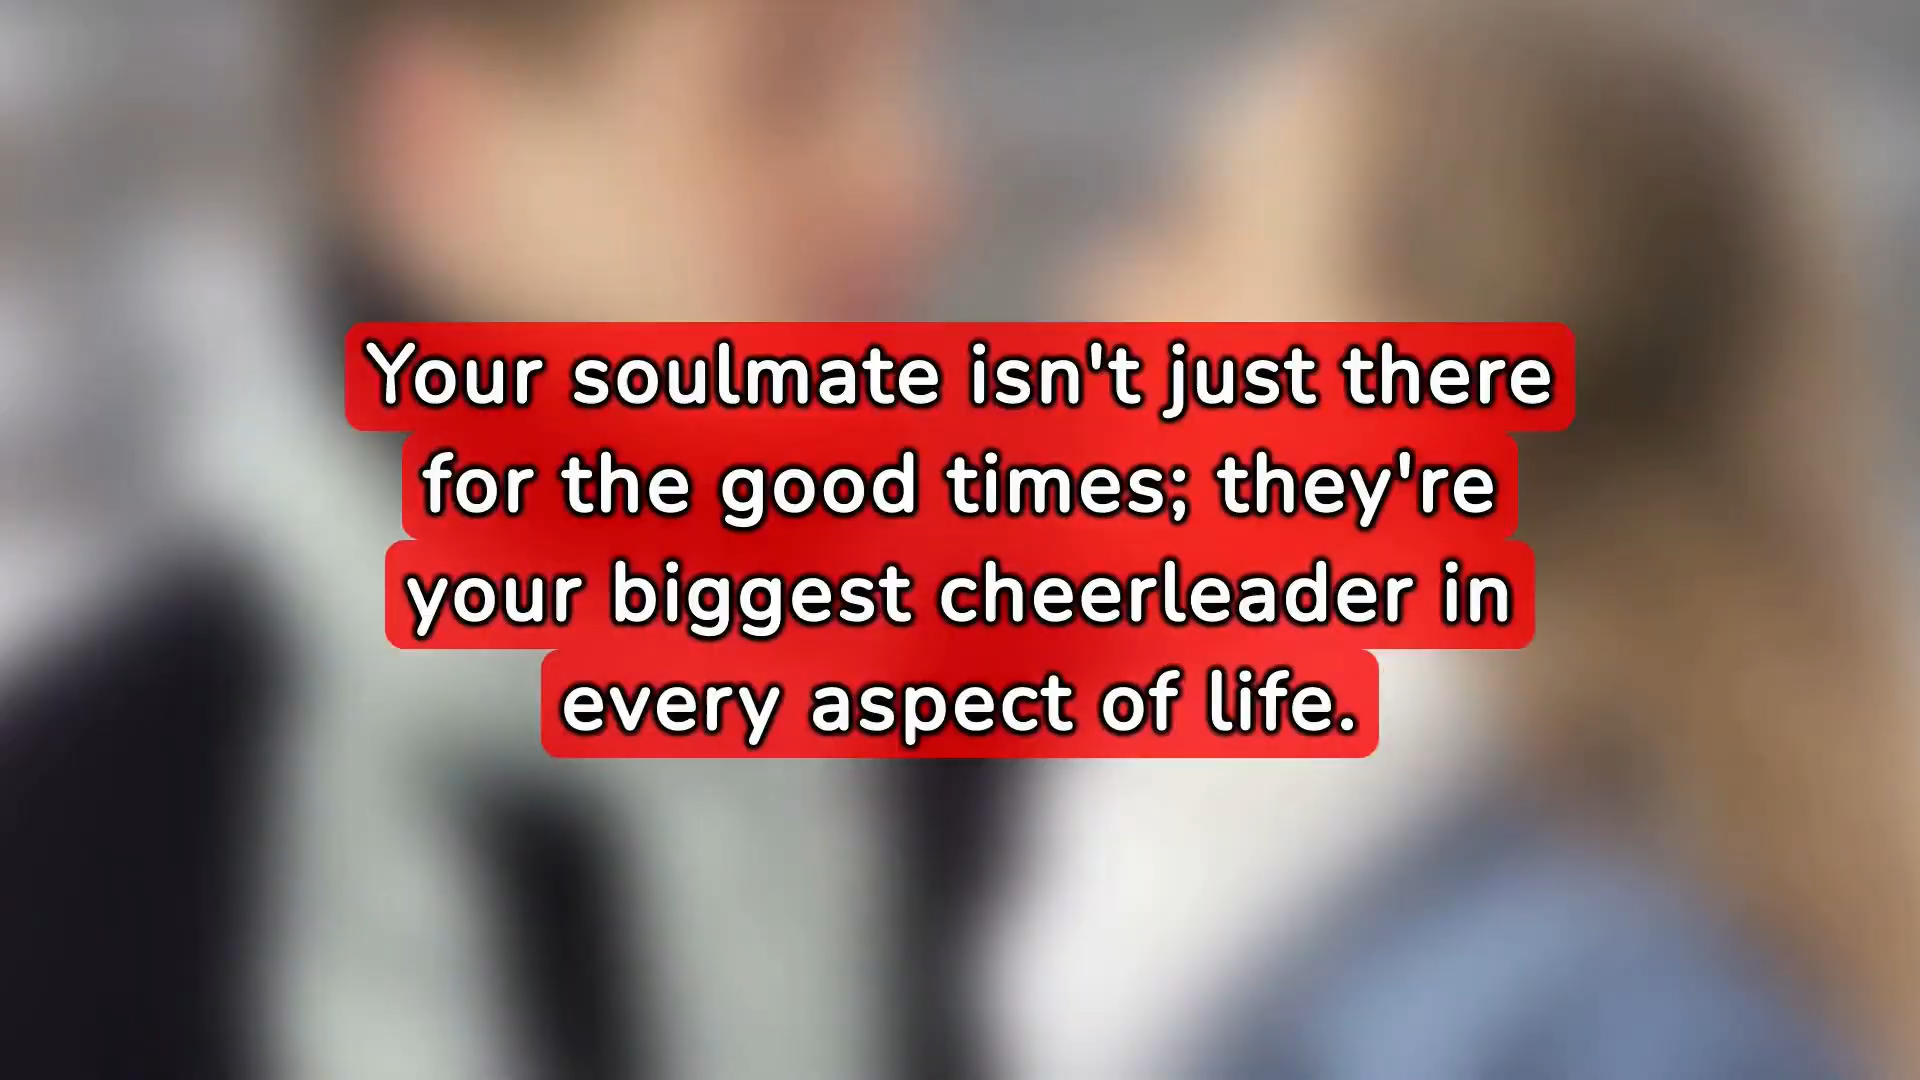 Your soulmate isn't just there
for the good times; they're
your biggest cheerleader in
every aspect of life.